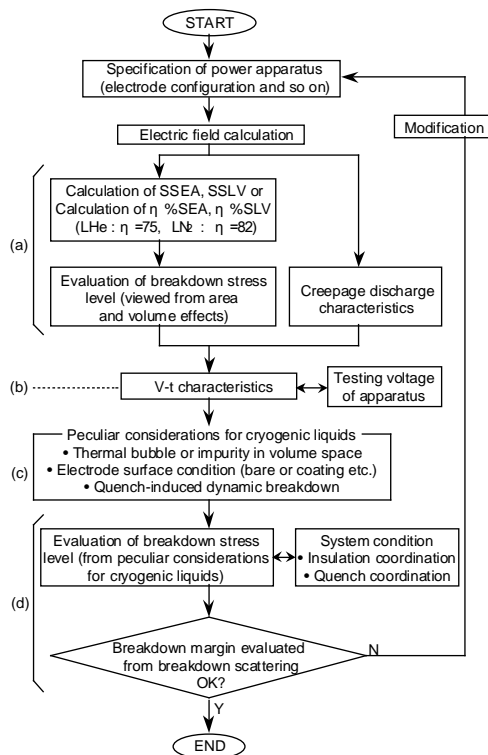 START
Specification of power apparatus
(electrode configuration and so on)
Modification
Electric field calculation
(a)
Calculation of SSEA, SSLV or
Calculation of η %SEA, η %SLV
(LHe : η =75, LN2 : η =82)
Evaluation of breakdown stress
level (viewed from area
and volume effects)
Creepage discharge
characteristics
(b)
V-t characteristics
Testing voltage
of apparatus
(c)
Peculiar considerations for cryogenic liquids
• Thermal bubble or impurity in volume space
• Electrode surface condition (bare or coating etc.)
• Quench-induced dynamic breakdown
(d)
Evaluation of breakdown stress
level (from peculiar considerations
for cryogenic liquids)
System condition
• Insulation coordination
• Quench coordination
Breakdown margin evaluated
from breakdown scattering
OK?
N
Y
END